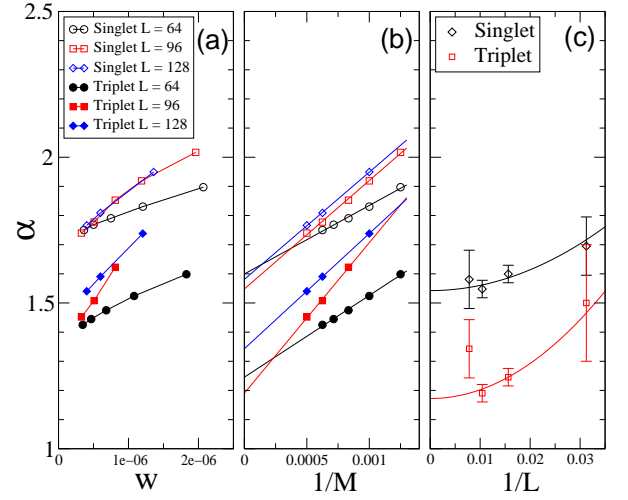 2.5
2
1.5
1
α
Singlet L = 64
Singlet L = 96
Singlet L = 128
Triplet L = 64
Triplet L = 96
Triplet L = 128
(a)
(b)
(c)
Singlet
Triplet
0 1e-06 2e-06
w
0 0.0005 0.001
1/M
0 0.01 0.02 0.03
1/L